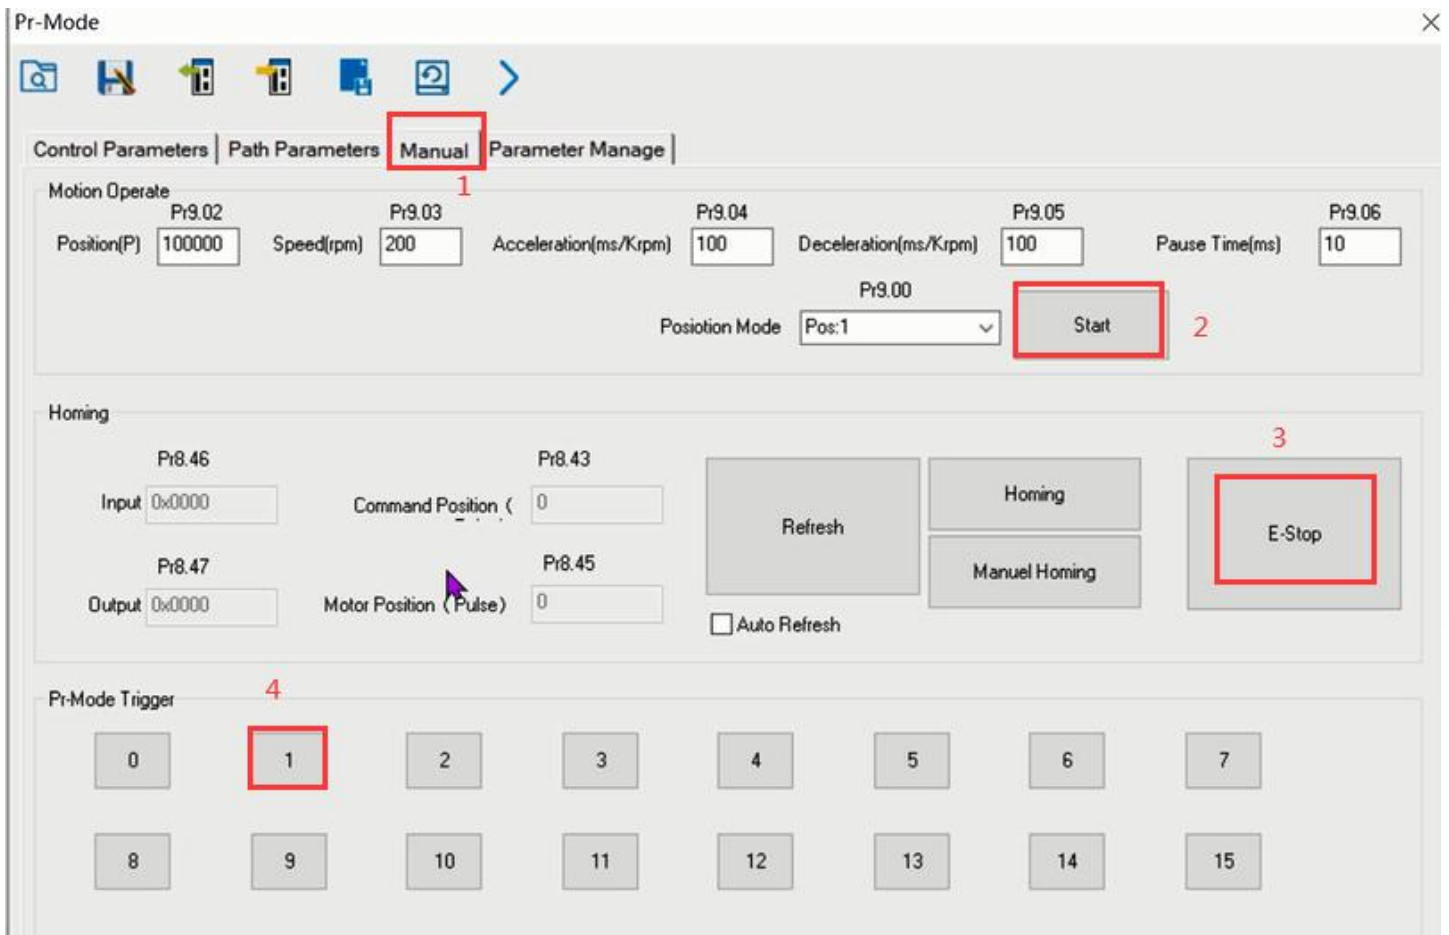 Pr-Mode
Control Parameters Path Parameters Manual Parameter Manage
1
Motion Operate
Pr9.02 Pr9.03 Pr9.04 Pr9.05 Pr9.06
Position(P) 100000 Speed(rpm) 200 Acceleration(ms/Krpm) 100 Deceleration(ms/Krpm) 100 Pause Time(ms) 10
Pr9.00
Posiotion Mode Pos:1 Start 2
Homing
3
Pr8.46 Pr8.43
Input 0x0000 Command Position ( 0
Refresh Homing E-Stop
Pr8.47 Pr8.45
Manuel Homing
Output 0x0000 Motor Position ( Pulse) 0
Auto Refresh
Pr-Mode Trigger 4
0 1 2 3 4 5 6 7
8 9 10 11 12 13 14 15